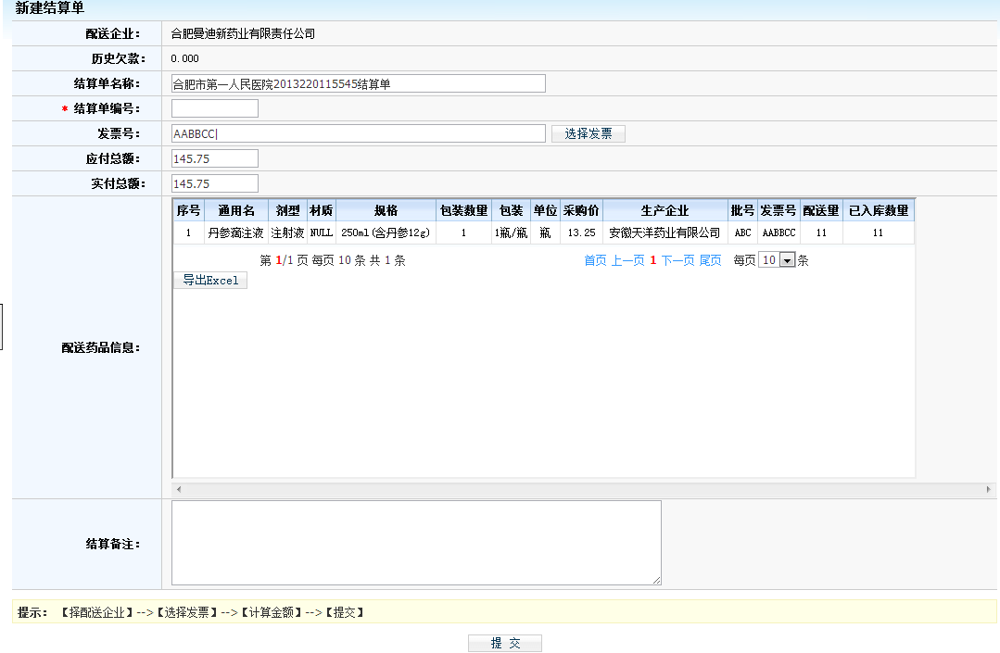 新建结算单
配送企业： 合肥曼迪新药业有限责任公司
历史欠款： 0.000
结算单名称： 合肥市第一人民医院2013220115545结算单
* 结算单编号：
发票号： AABBCC 选择发票
应付总额： 145.75
实付总额： 145.75
序号 通用名 剂型 材质 规格 包装数量 包装 单位 采购价 生产企业 批号 发票号 配送量 已入库数量
1 丹参滴注液 注射液 NULL 250ml(含丹参12g) 1 1瓶/瓶 瓶 13.25 安徽天洋药业有限公司 ABC AABBCC 11 11
第 1/1 页 每页 10 条 共 1 条 首页 上一页 1 下一页 尾页 每页 10 条
导出Excel
配送药品信息：
结算备注：
提示： 【择配送企业】-->【选择发票】-->【计算金额】-->【提交】
提 交